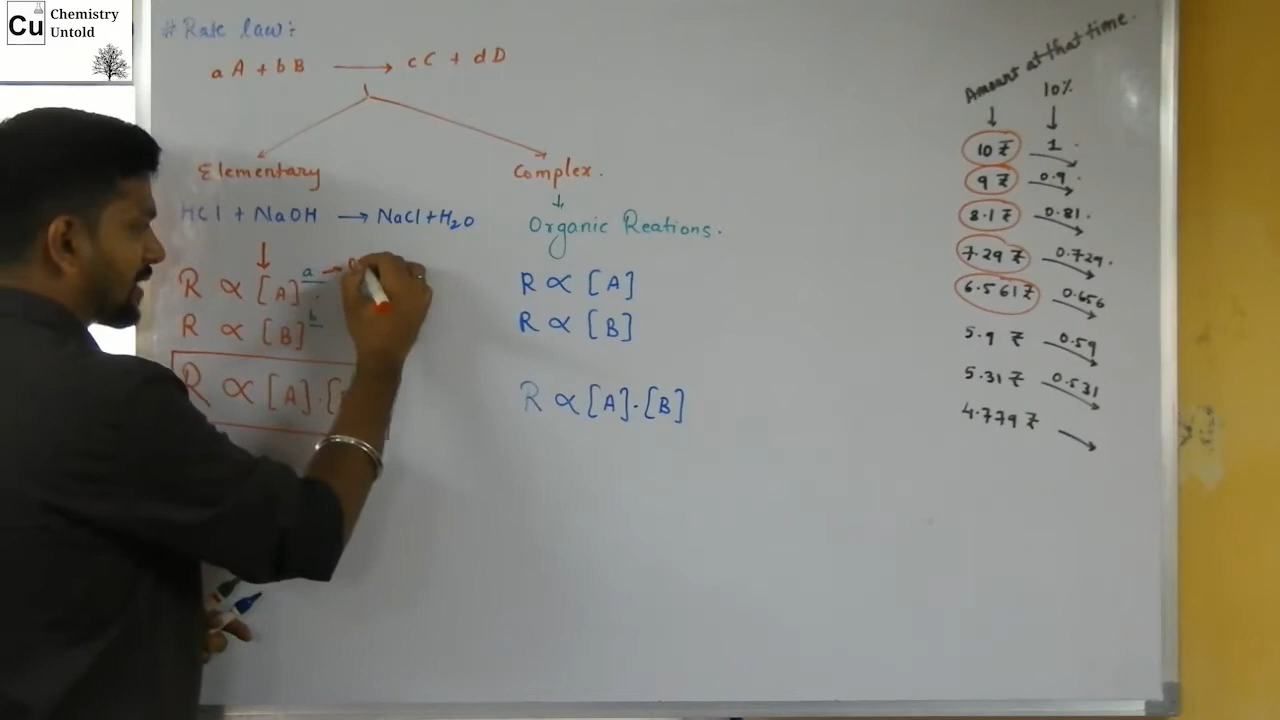 Cu Chemistry
Untold
# Rate law:
aA + bB → cC + dD
Elementary
HCl + NaOH → NaCl + H₂O
↓
R ∝ [A]ᵃ →
R ∝ [B]ᵇ
R ∝ [A].[
Complex.
↓
Organic Reations.
R ∝ [A]
R ∝ [B]
R ∝ [A].[B]
Amount at that time.
10%
↓ ↓
10 ₹ → 1
9 ₹ → 0.9.
8.1 ₹ → 0.81.
7.29 ₹ → 0.729.
6.561 ₹ → 0.656
5.9 ₹ → 0.59
5.31 ₹ → 0.531
4.779 ₹ →